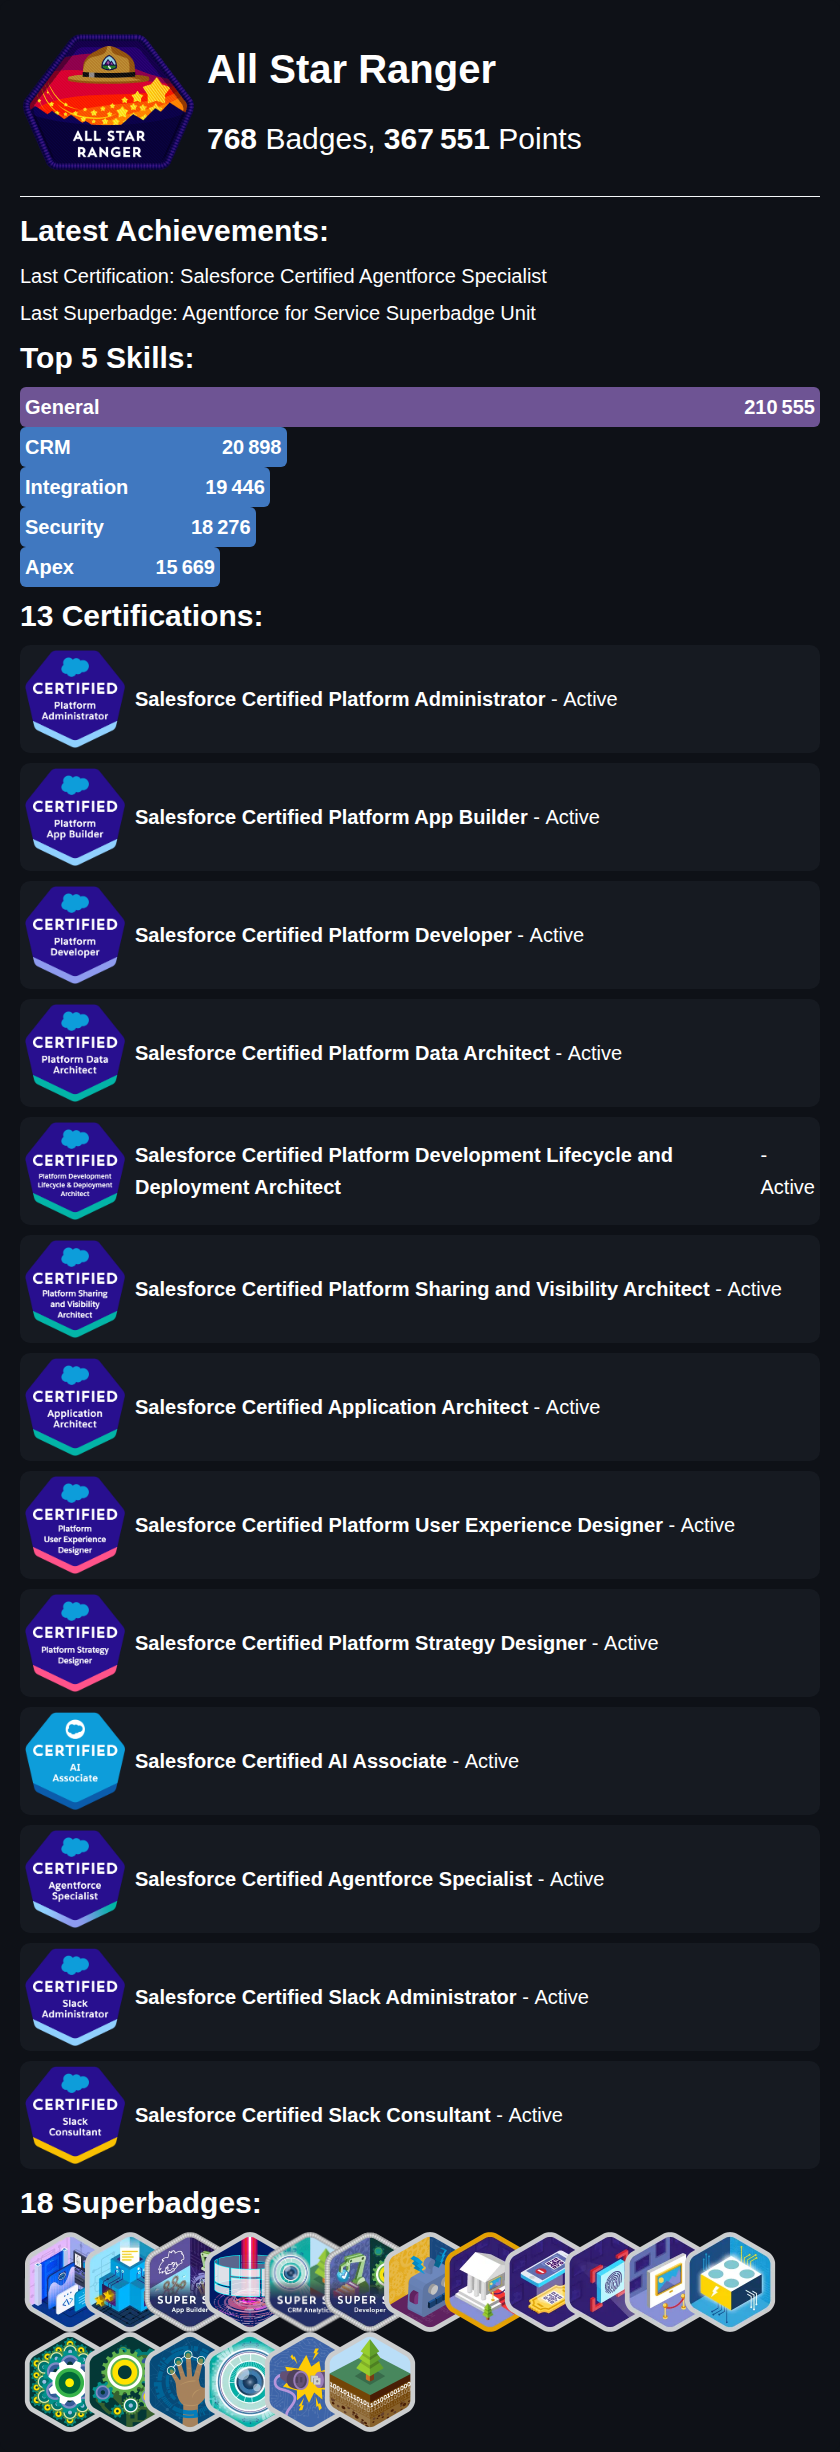 ALL STAR
RANGER
All Star Ranger
768 Badges, 367 551 Points
Latest Achievements:
Last Certification: Salesforce Certified Agentforce Specialist
Last Superbadge: Agentforce for Service Superbadge Unit
Top 5 Skills:
General 210 555
CRM 20 898
Integration 19 446
Security 18 276
Apex 15 669
13 Certifications:
CERTIFIED
Platform
Administrator
Salesforce Certified Platform Administrator - Active
CERTIFIED
Platform
App Builder
Salesforce Certified Platform App Builder - Active
CERTIFIED
Platform
Developer
Salesforce Certified Platform Developer - Active
CERTIFIED
Platform Data
Architect
Salesforce Certified Platform Data Architect - Active
CERTIFIED
Platform Development
Lifecycle & Deployment
Architect
Salesforce Certified Platform Development Lifecycle and -
Deployment Architect Active
CERTIFIED
Platform Sharing
and Visibility
Architect
Salesforce Certified Platform Sharing and Visibility Architect - Active
CERTIFIED
Application
Architect
Salesforce Certified Application Architect - Active
CERTIFIED
Platform
User Experience
Designer
Salesforce Certified Platform User Experience Designer - Active
CERTIFIED
Platform Strategy
Designer
Salesforce Certified Platform Strategy Designer - Active
CERTIFIED
AI
Associate
Salesforce Certified AI Associate - Active
CERTIFIED
Agentforce
Specialist
Salesforce Certified Agentforce Specialist - Active
CERTIFIED
Slack
Administrator
Salesforce Certified Slack Administrator - Active
CERTIFIED
Slack
Consultant
Salesforce Certified Slack Consultant - Active
18 Superbadges:
SUPER S
App Builder
SUPER S
CRM Analytic
SUPER S
Developer